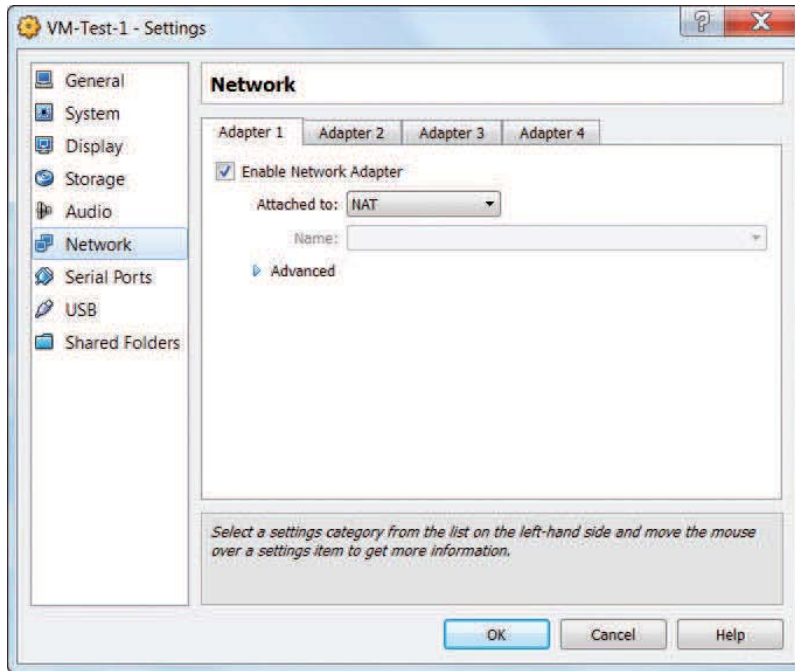 VM-Test-1 - Settings
General
System
Display
Storage
Audio
Network
Serial Ports
USB
Shared Folders
Network
Adapter 1 Adapter 2 Adapter 3 Adapter 4
Enable Network Adapter
Attached to: NAT
Name:
Advanced
Select a settings category from the list on the left-hand side and move the mouse
over a settings item to get more information.
OK Cancel Help